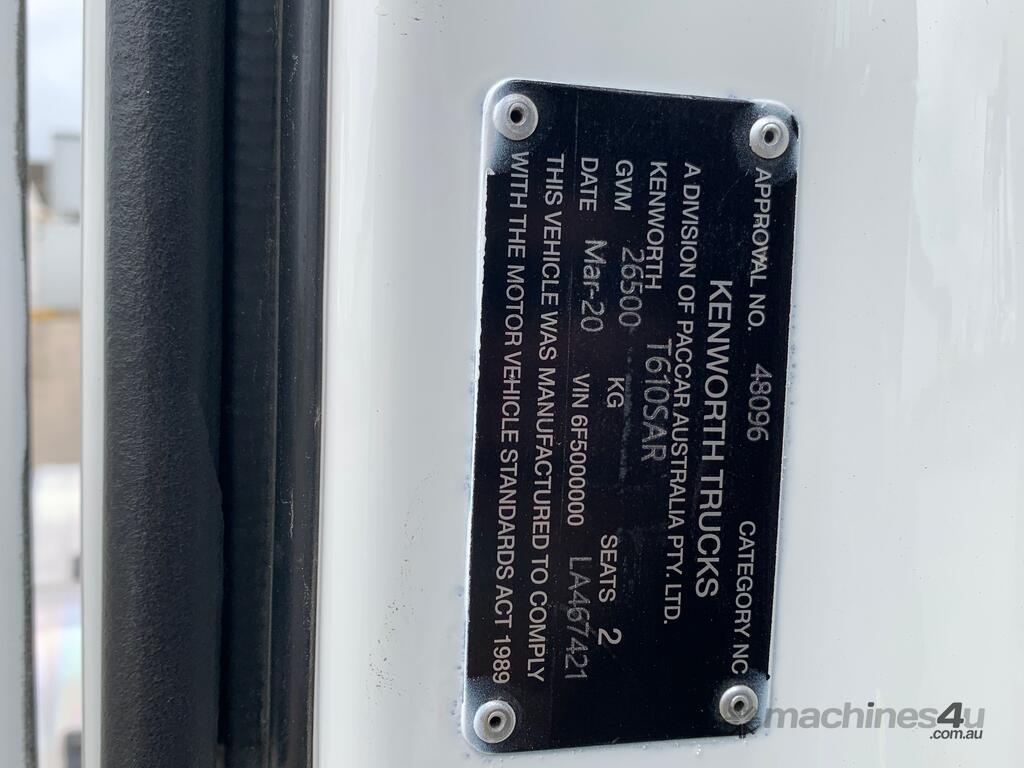 APPROVAL NO. 48096 CATEGORY NC
KENWORTH TRUCKS
A DIVISION OF PACCAR AUSTRALIA PTY. LTD.
KENWORTH T610SAR
GVM 26500 KG SEATS 2
DATE Mar-20 VIN 6F5000000 LA467421
THIS VEHICLE WAS MANUFACTURED TO COMPLY
WITH THE MOTOR VEHICLE STANDARDS ACT 1989
machines4u
.com.au